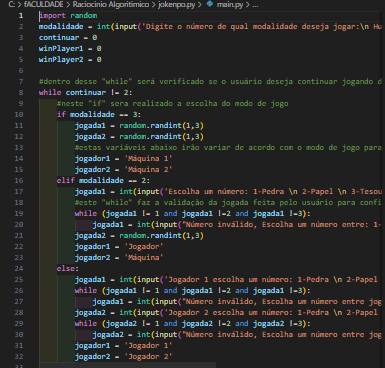 C: > fACULDADE > Raciocinio Algoritimico > jokenpo.py > main.py > ...
1 import random
2 modalidade = int(input('Digite o número de qual modalidade deseja jogar:\n Hu
3 continuar = 0
4 winPlayer1 = 0
5 winPlayer2 = 0
6
7 #dentro desse "while" será verificado se o usuário deseja continuar jogando d
8 while continuar != 2:
9 #neste "if" sera realizado a escolha do modo de jogo
10 if modalidade == 3:
11 jogada1 = random.randint(1,3)
12 jogada2 = random.randint(1,3)
13 #estas variáveis abaixo irão variar de acordo com o modo de jogo para
14 jogador1 = 'Máquina 1'
15 jogador2 = 'Máquina 2'
16 elif modalidade == 2:
17 jogada1 = int(input('Escolha um número: 1-Pedra \n 2-Papel \n 3-Tesou
18 #este "while" faz a validação da jogada feita pelo usuário para confi
19 while (jogada1 != 1 and jogada1 !=2 and jogada1 !=3):
20 jogada1 = int(input("Número inválido, Escolha um número entre: 1-
21 jogada2 = random.randint(1,3)
22 jogador1 = 'Jogador'
23 jogador2 = 'Máquina'
24 else:
25 jogada1 = int(input('Jogador 1 escolha um número: 1-Pedra \n 2-Papel
26 while (jogada1 != 1 and jogada1 !=2 and jogada1 !=3):
27 jogada1 = int(input("Número inválido, Escolha um número entre jog
28 jogada2 = int(input('Jogador 2 escolha um número: 1-Pedra \n 2-Papel
29 while (jogada2 != 1 and jogada2 !=2 and jogada2 !=3):
30 jogada2 = int(input("Número inválido, Escolha um número entre jog
31 jogador1 = 'Jogador 1'
32 jogador2 = 'Jogador 2'